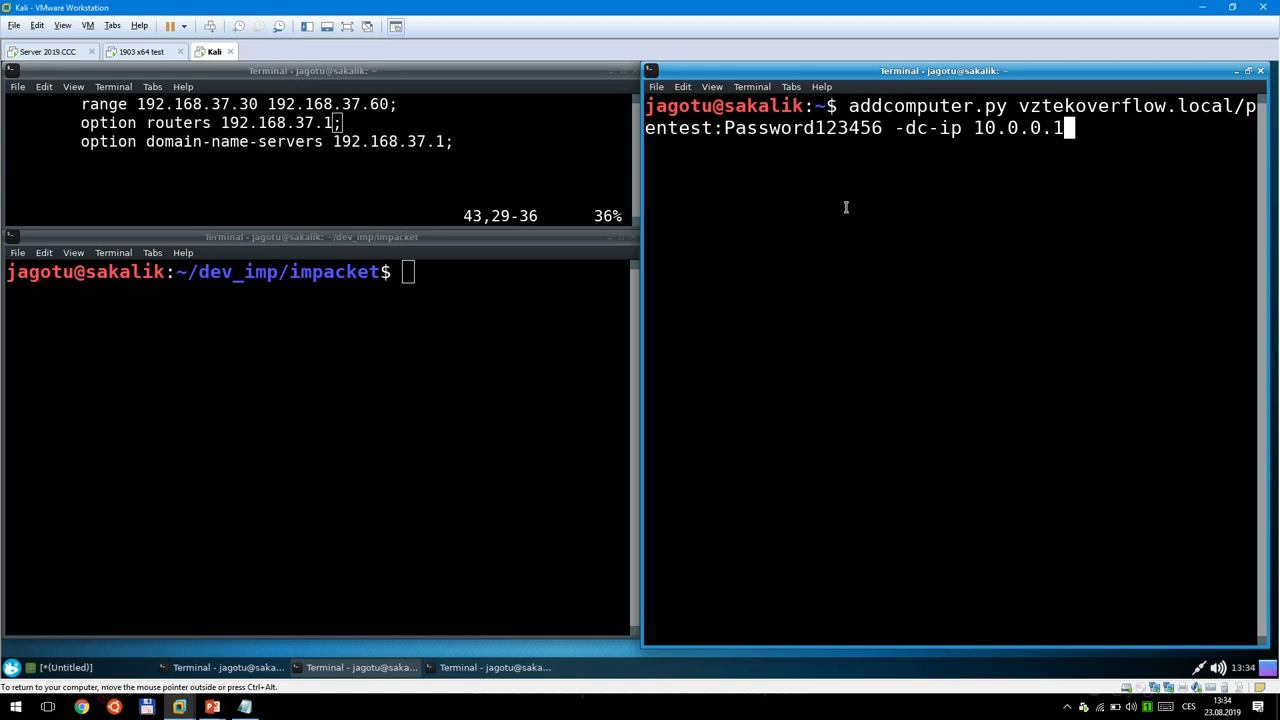 Kali - VMware Workstation
File Edit View VM Tabs Help
Server 2019 CCC 1903 x64 test Kali
Terminal - jagotu@sakalik: ~
File Edit View Terminal Tabs Help
range 192.168.37.30 192.168.37.60;
option routers 192.168.37.1;
option domain-name-servers 192.168.37.1;
43,29-36 36%
Terminal - jagotu@sakalik: ~/dev_imp/impacket
File Edit View Terminal Tabs Help
jagotu@sakalik:~/dev_imp/impacket$
Terminal - jagotu@sakalik: ~
File Edit View Terminal Tabs Help
jagotu@sakalik:~$ addcomputer.py vztekoverflow.local/p
entest:Password123456 -dc-ip 10.0.0.1
[*(Untitled)] Terminal - jagotu@saka... Terminal - jagotu@saka... Terminal - jagotu@saka... 13:34
To return to your computer, move the mouse pointer outside or press Ctrl+Alt.
CES 13:34
23.08.2019